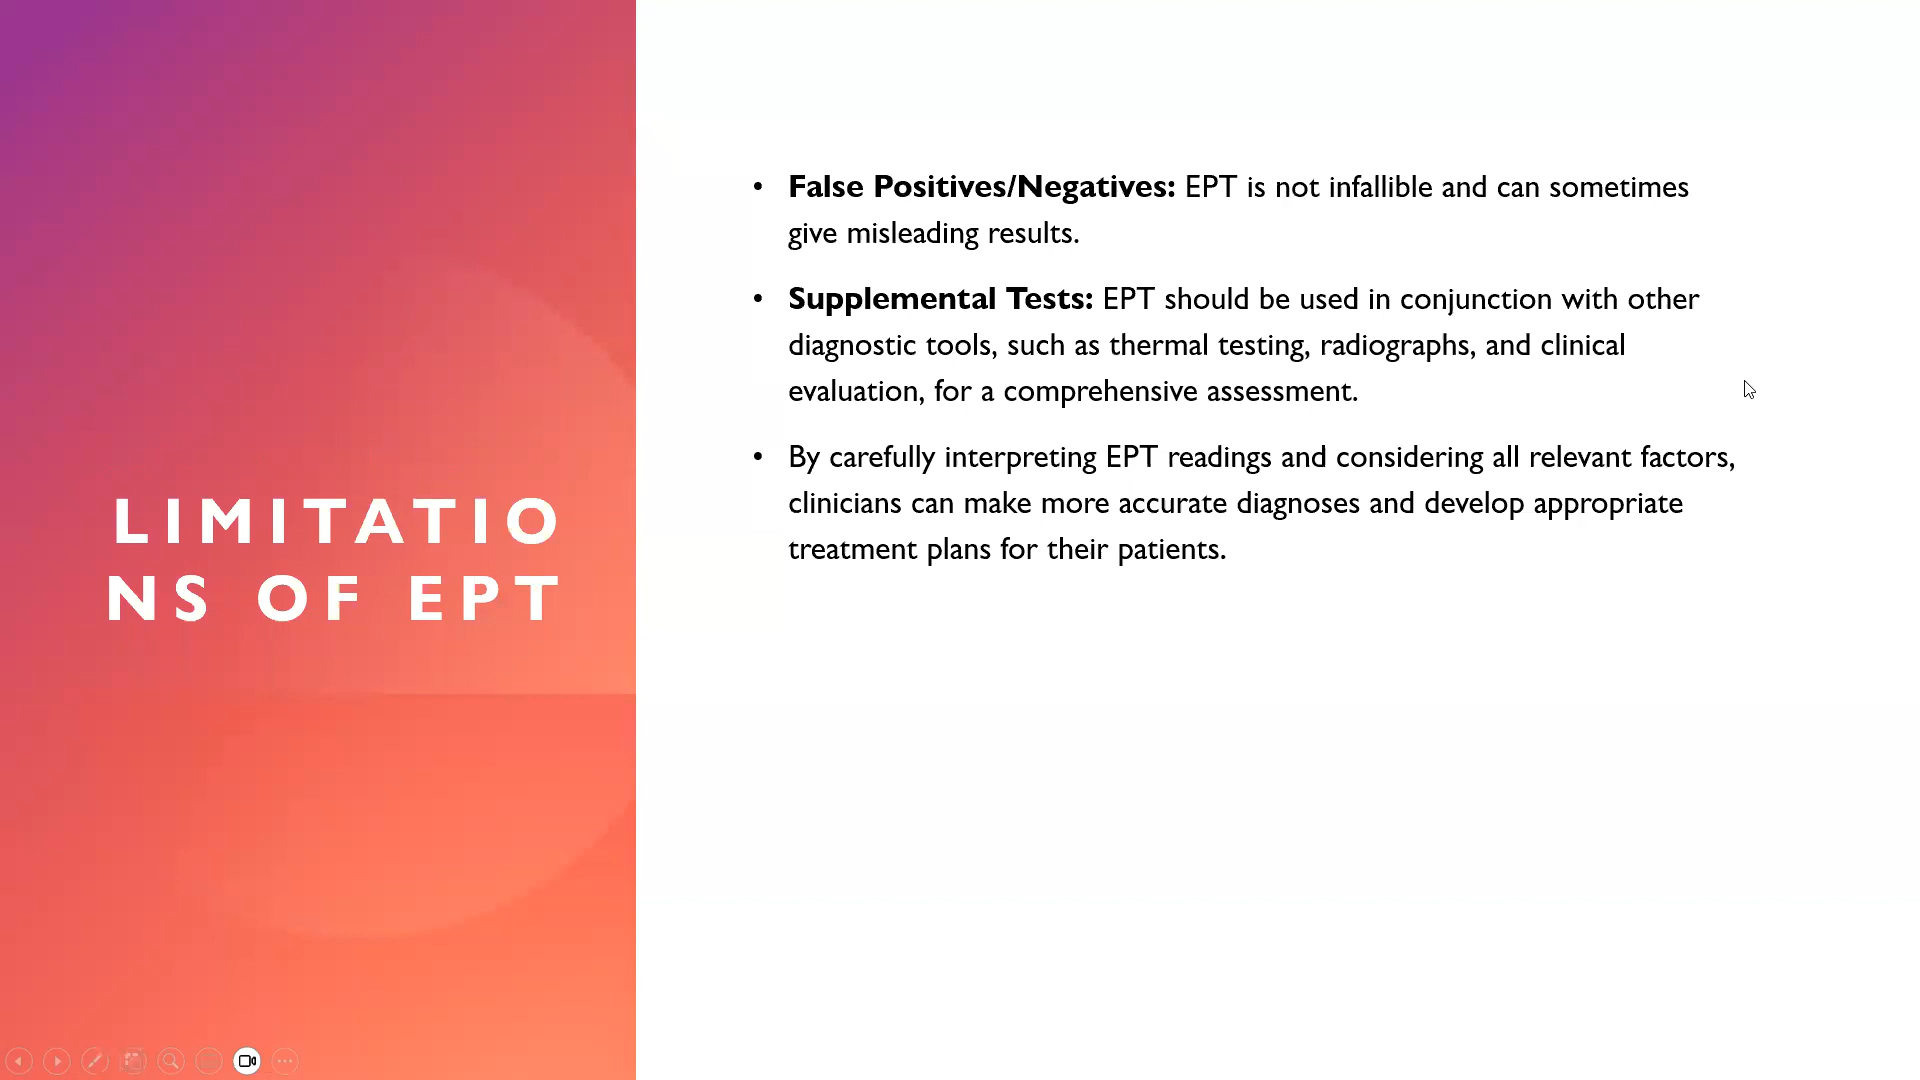 LIMITATIO
NS OF EPT
• False Positives/Negatives: EPT is not infallible and can sometimes
give misleading results.
• Supplemental Tests: EPT should be used in conjunction with other
diagnostic tools, such as thermal testing, radiographs, and clinical
evaluation, for a comprehensive assessment.
• By carefully interpreting EPT readings and considering all relevant factors,
clinicians can make more accurate diagnoses and develop appropriate
treatment plans for their patients.